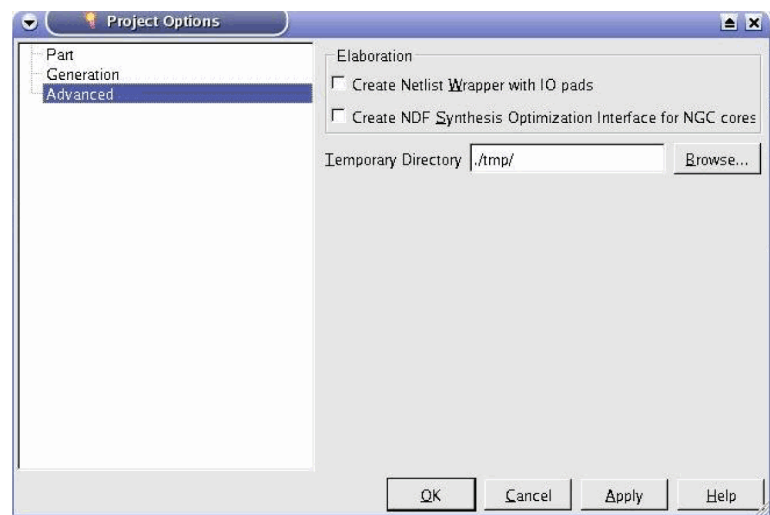 Project Options
Part
Generation
Advanced
Elaboration
Create Netlist Wrapper with IO pads
Create NDF Synthesis Optimization Interface for NGC cores
Temporary Directory ./tmp/ Browse...
OK Cancel Apply Help